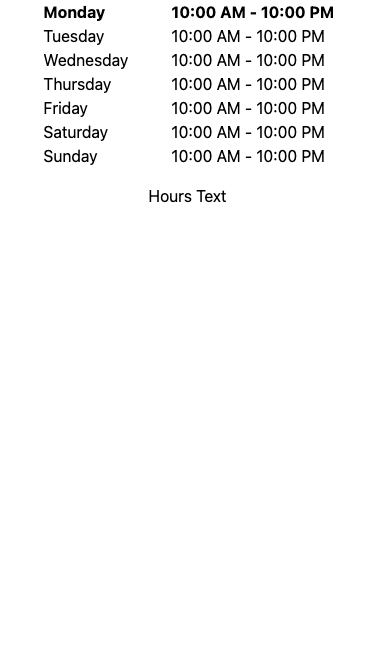 Monday 10:00 AM - 10:00 PM
Tuesday 10:00 AM - 10:00 PM
Wednesday 10:00 AM - 10:00 PM
Thursday 10:00 AM - 10:00 PM
Friday 10:00 AM - 10:00 PM
Saturday 10:00 AM - 10:00 PM
Sunday 10:00 AM - 10:00 PM
Hours Text